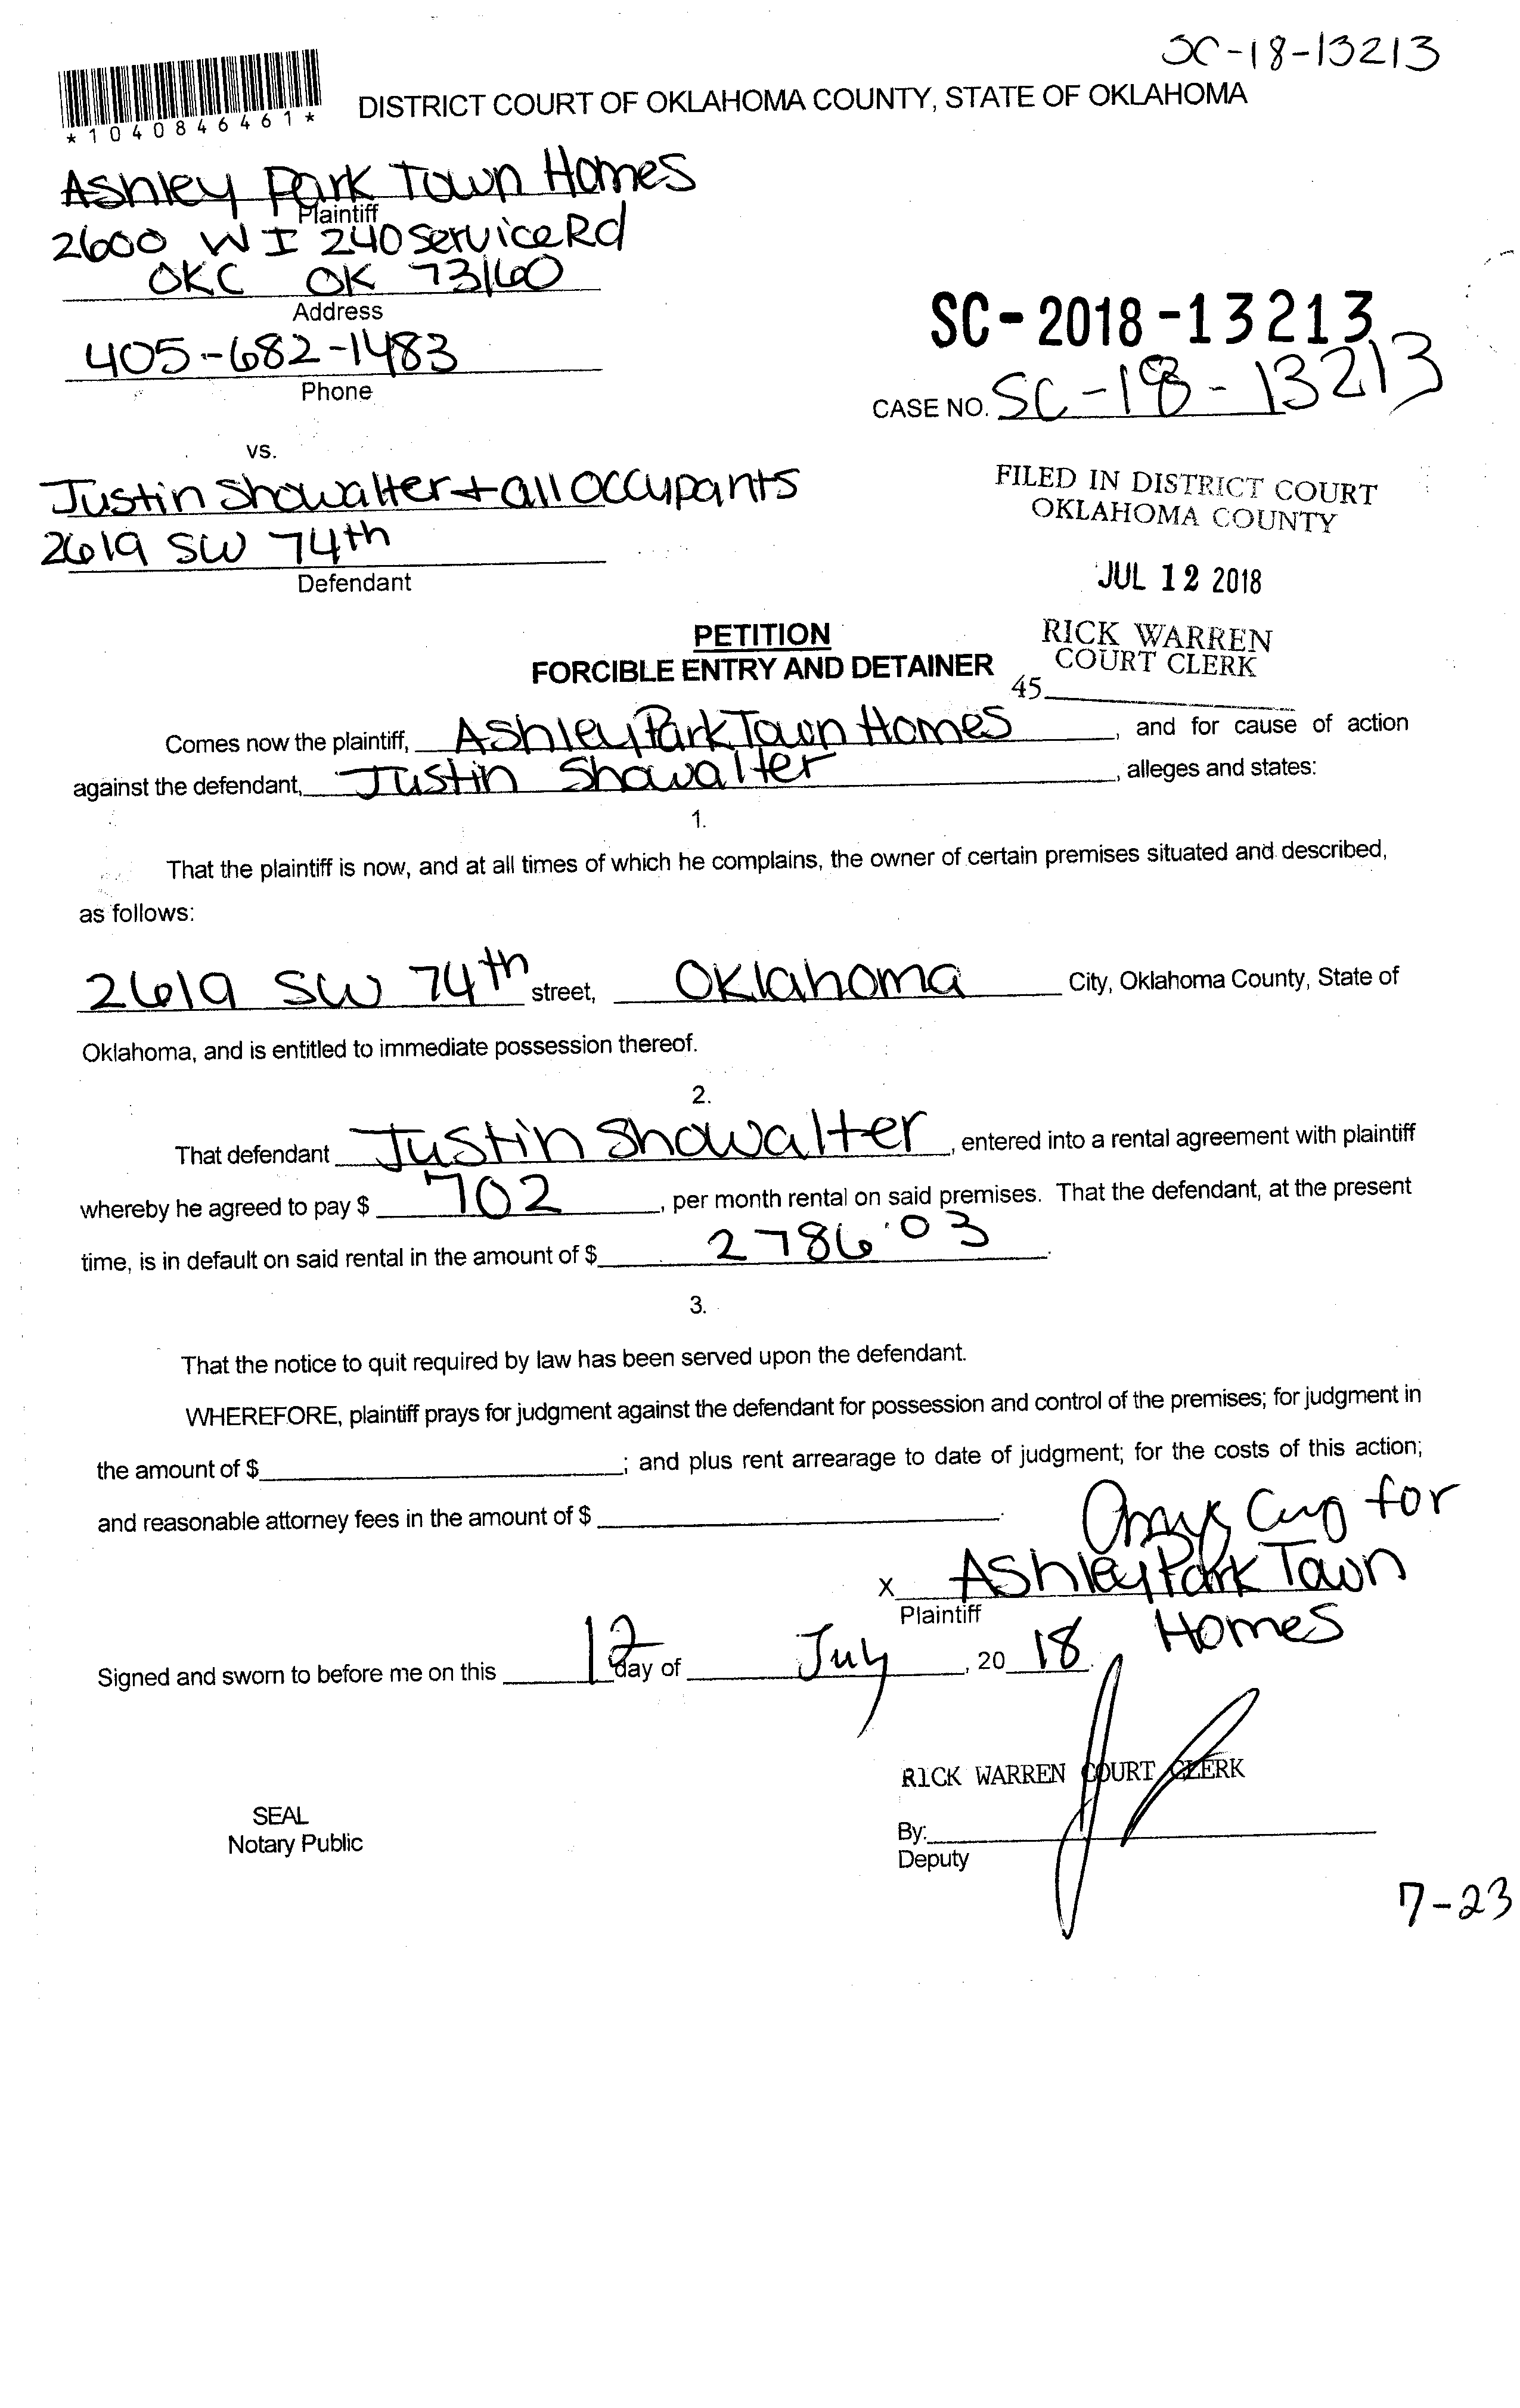 SC-18-13213
*1040846461*
DISTRICT COURT OF OKLAHOMA COUNTY, STATE OF OKLAHOMA
Ashley Park Town Homes
Plaintiff
2600 W I 240 Service Rd
OKC OK 73160
Address
405-682-1483
Phone
SC-2018-13213
CASE NO. SC-18-13213
vs.
Justin Showalter + all occupants
2619 SW 74th
Defendant
FILED IN DISTRICT COURT
OKLAHOMA COUNTY
JUL 12 2018
RICK WARREN
COURT CLERK
45
PETITION
FORCIBLE ENTRY AND DETAINER
Comes now the plaintiff, Ashley Park Town Homes, and for cause of action
against the defendant, Justin Showalter, alleges and states:
1.
That the plaintiff is now, and at all times of which he complains, the owner of certain premises situated and described,
as follows:
2619 SW 74th street, Oklahoma City, Oklahoma County, State of
Oklahoma, and is entitled to immediate possession thereof.
2.
That defendant Justin Showalter, entered into a rental agreement with plaintiff
whereby he agreed to pay $ 702, per month rental on said premises. That the defendant, at the present
time, is in default on said rental in the amount of $ 2786.03.
3.
That the notice to quit required by law has been served upon the defendant.
WHEREFORE, plaintiff prays for judgment against the defendant for possession and control of the premises; for judgment in
the amount of $ ; and plus rent arrearage to date of judgment; for the costs of this action;
and reasonable attorney fees in the amount of $ .
for
x Ashley Park Town
Plaintiff
Homes
Signed and sworn to before me on this 12 day of July, 20 18.
RICK WARREN COURT CLERK
SEAL
Notary Public
By:
Deputy
7-23